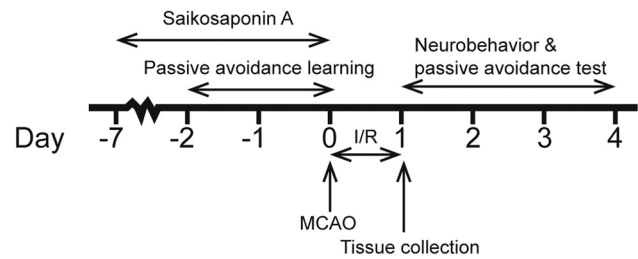 Saikosaponin A
Neurobehavior &
passive avoidance test
Passive avoidance learning
Day -7 -2 -1 0 I/R 1 2 3 4
MCAO
Tissue collection